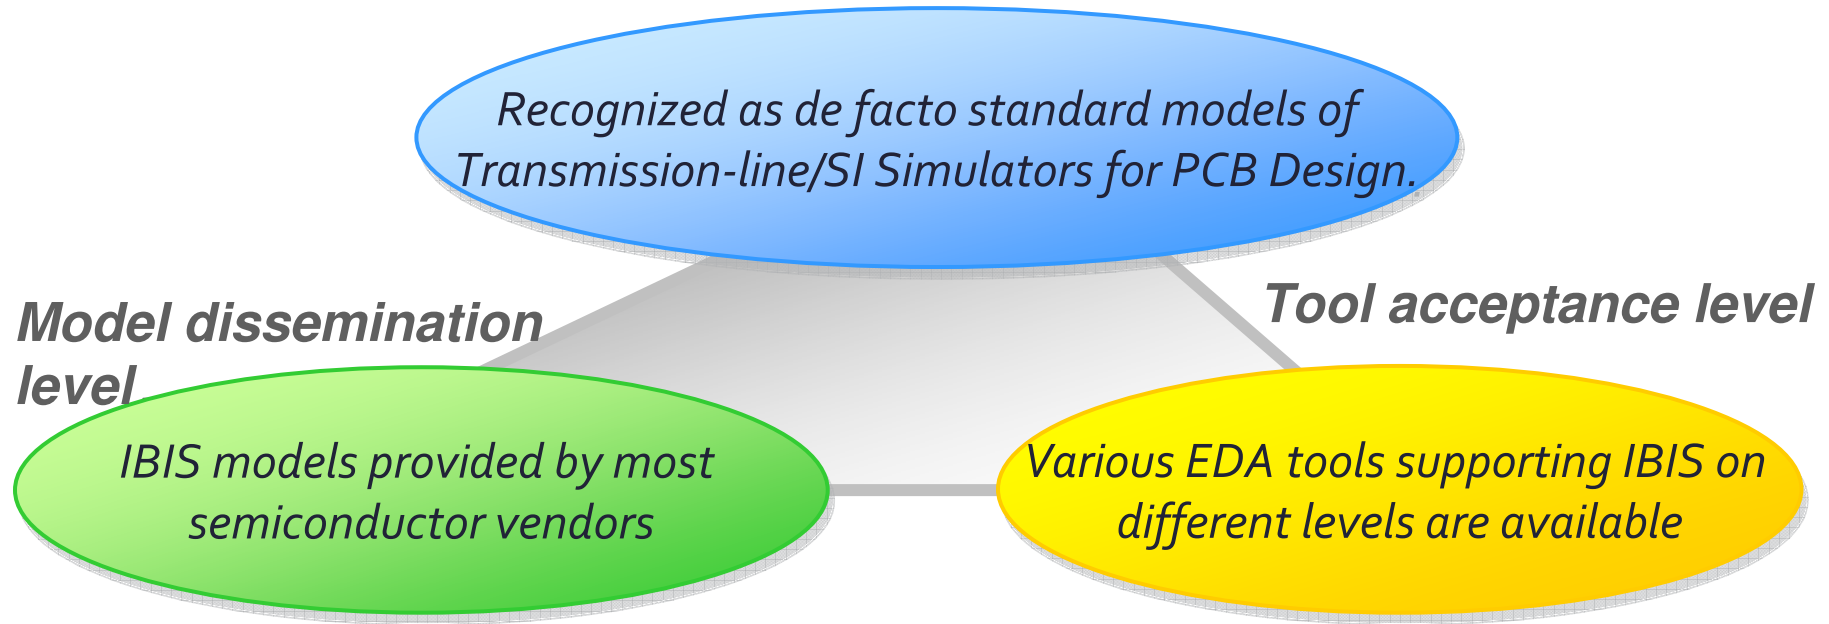 Recognized as de facto standard models of
Transmission-line/SI Simulators for PCB Design.
Model dissemination
level
Tool acceptance level
IBIS models provided by most
semiconductor vendors
Various EDA tools supporting IBIS on
different levels are available